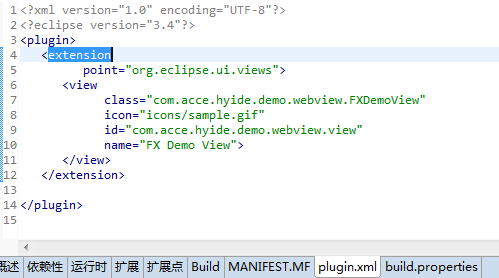 1 <?xml version="1.0" encoding="UTF-8"?>
2 <?eclipse version="3.4"?>
3 <plugin>
4 <extension
5 point="org.eclipse.ui.views">
6 <view
7 class="com.acce.hyide.demo.webview.FXDemoView"
8 icon="icons/sample.gif"
9 id="com.acce.hyide.demo.webview.view"
10 name="FX Demo View">
11 </view>
12 </extension>
13
14 </plugin>
15
概述 依赖性 运行时 扩展 扩展点 Build MANIFEST.MF plugin.xml build.properties